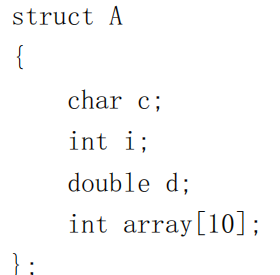 struct A
{
    char c;
    int i;
    double d;
    int array[10];
};